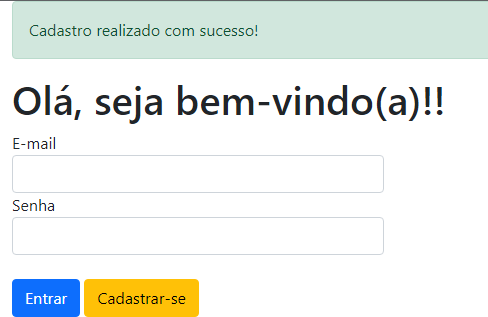 Cadastro realizado com sucesso!
Olá, seja bem-vindo(a)!!
E-mail
Senha
Entrar Cadastrar-se